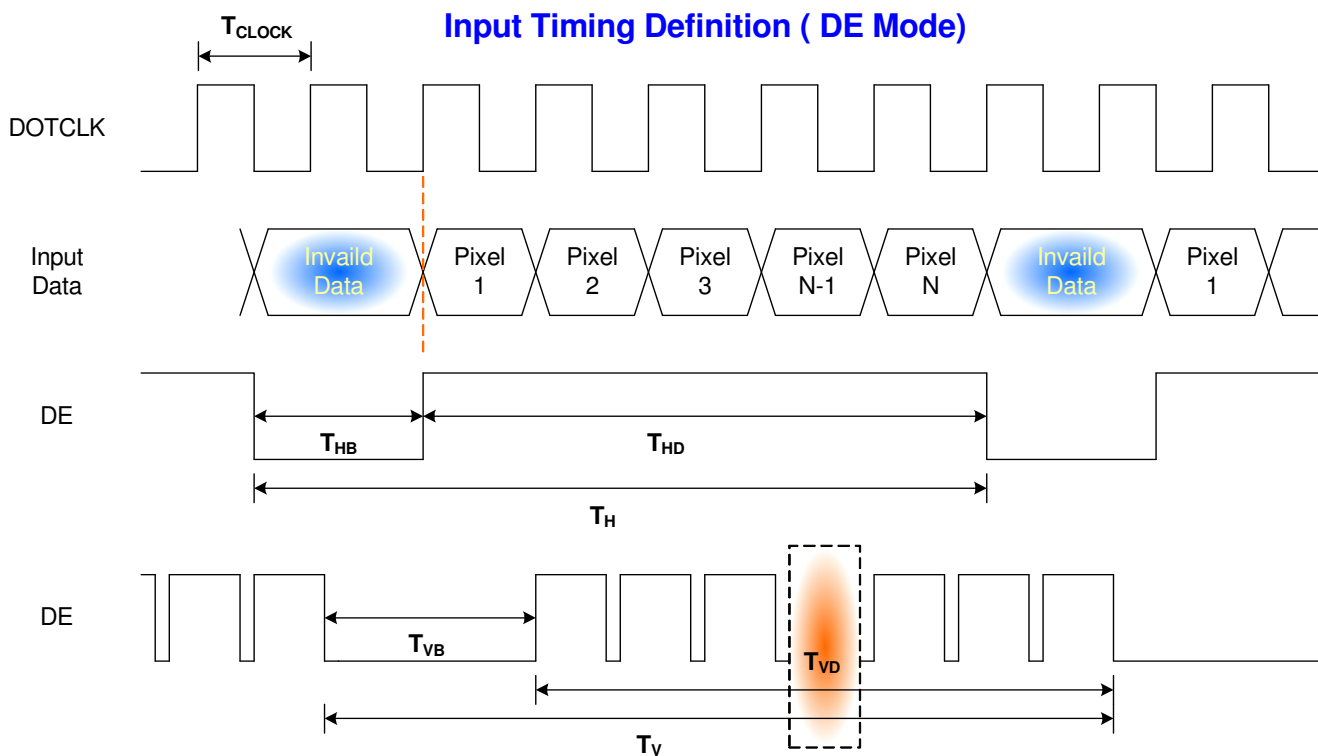 Input Timing Definition ( DE Mode)
TCLOCK
DOTCLK
Input
Data
Invaild
Data
Pixel
1
Pixel
2
Pixel
3
Pixel
N-1
Pixel
N
Invaild
Data
Pixel
1
DE
THB
THD
TH
DE
TVB
TVD
TV